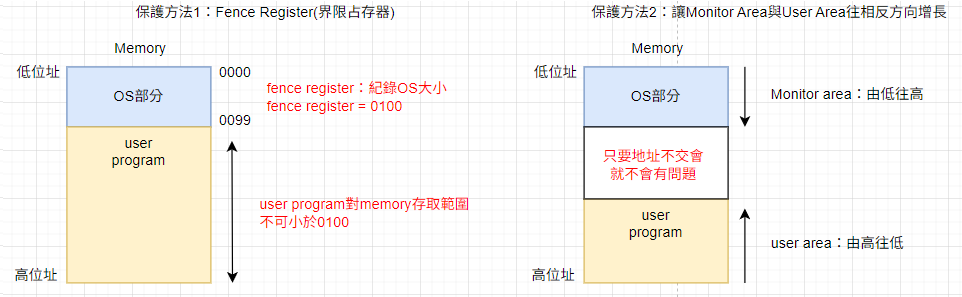 保護方法1：Fence Register(界限占存器)
Memory
低位址
0000
OS部分
fence register：紀錄OS大小
fence register = 0100
0099
user
program
user program對memory存取範圍
不可小於0100
高位址
保護方法2：讓Monitor Area與User Area往相反方向增長
Memory
低位址
OS部分
Monitor area：由低往高
只要地址不交會
就不會有問題
user
program
user area：由高往低
高位址